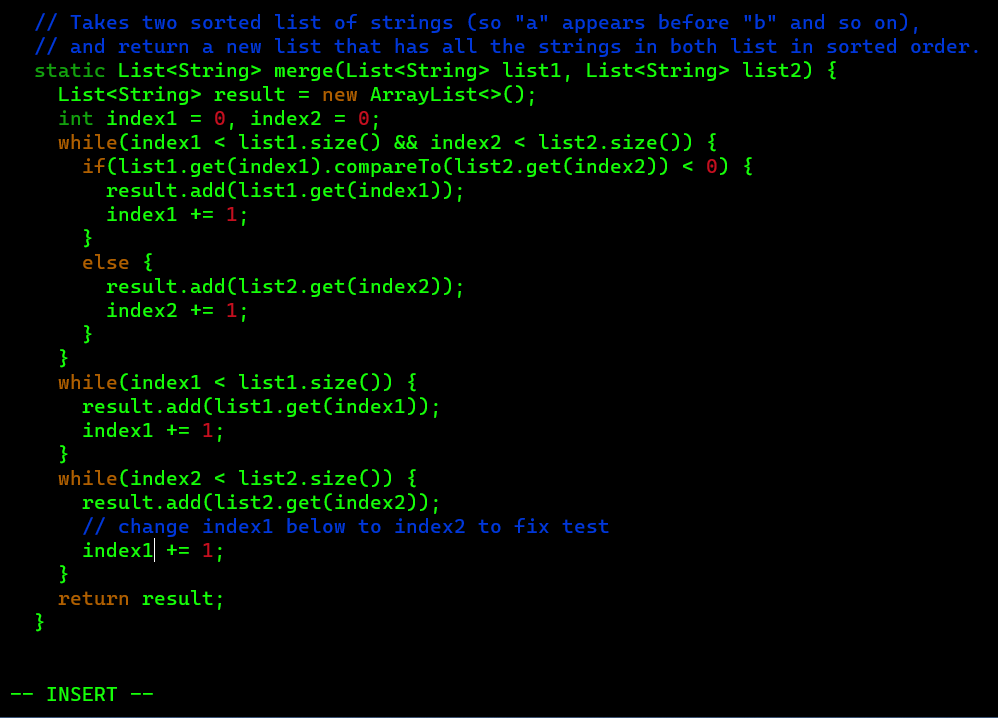 // Takes two sorted list of strings (so "a" appears before "b" and so on),
// and return a new list that has all the strings in both list in sorted order.
static List<String> merge(List<String> list1, List<String> list2) {
List<String> result = new ArrayList<>();
int index1 = 0, index2 = 0;
while(index1 < list1.size() && index2 < list2.size()) {
if(list1.get(index1).compareTo(list2.get(index2)) < 0) {
result.add(list1.get(index1));
index1 += 1;
}
else {
result.add(list2.get(index2));
index2 += 1;
}
}
while(index1 < list1.size()) {
result.add(list1.get(index1));
index1 += 1;
}
while(index2 < list2.size()) {
result.add(list2.get(index2));
// change index1 below to index2 to fix test
index1 += 1;
}
return result;
}
-- INSERT --